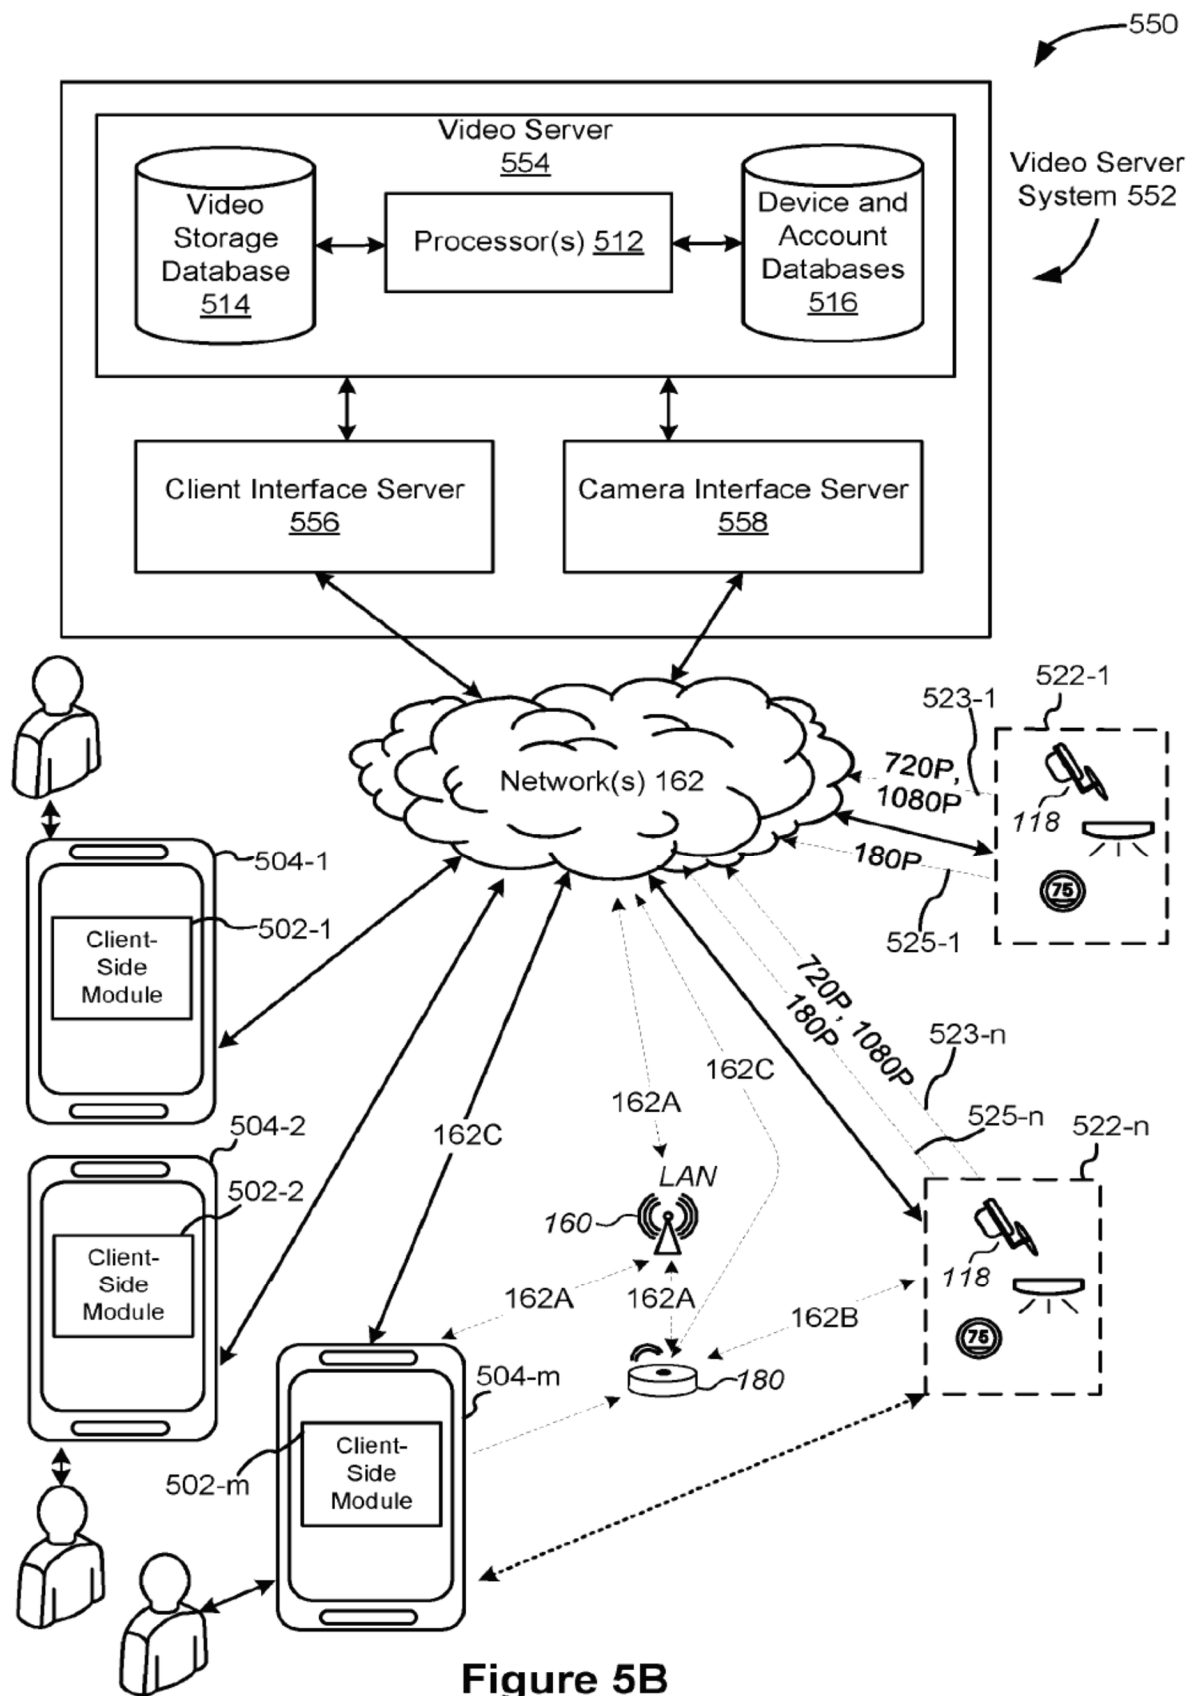 550
Video Server
554
Video Server
System 552
Video
Storage
Database
514
Processor(s) 512
Device and
Account
Databases
516
Client Interface Server
556
Camera Interface Server
558
Network(s) 162
523-1
522-1
720P,
1080P
118
180P
75
525-1
504-1
502-1
Client-
Side
Module
720P, 1080P
180P
523-n
162C
162A
525-n
522-n
162C
504-2
502-2
Client-
Side
Module
LAN
160
118
162A
162A
162B
75
180
504-m
502-m
Client-
Side
Module
Figure 5B